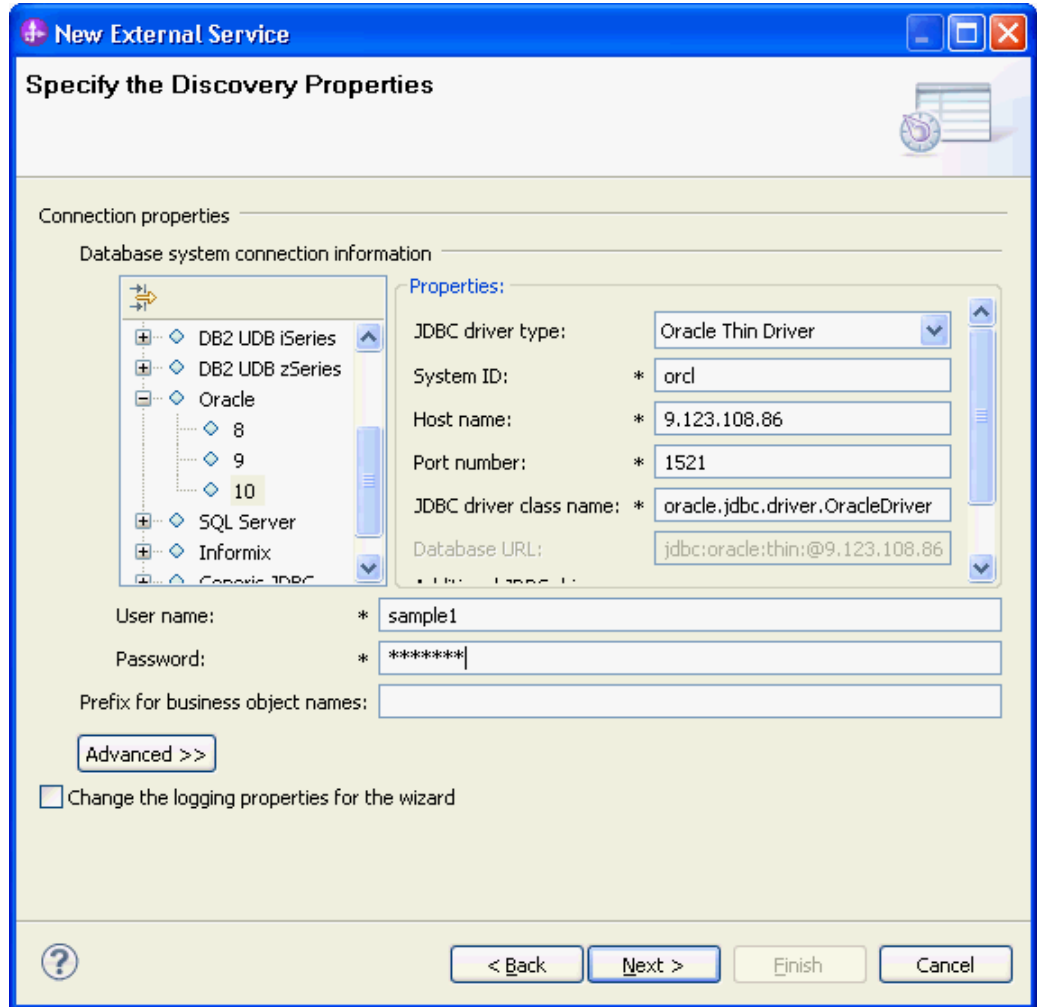 New External Service
Specify the Discovery Properties
Connection properties
Database system connection information
DB2 UDB iSeries
DB2 UDB zSeries
Oracle
8
9
10
SQL Server
Informix
Generic JDBC
Properties:
JDBC driver type: Oracle Thin Driver
System ID: * orcl
Host name: * 9.123.108.86
Port number: * 1521
JDBC driver class name: * oracle.jdbc.driver.OracleDriver
Database URL: jdbc:oracle:thin:@9.123.108.86
User name: * sample1
Password: * *******
Prefix for business object names:
Advanced >>
Change the logging properties for the wizard
? < Back Next > Finish Cancel